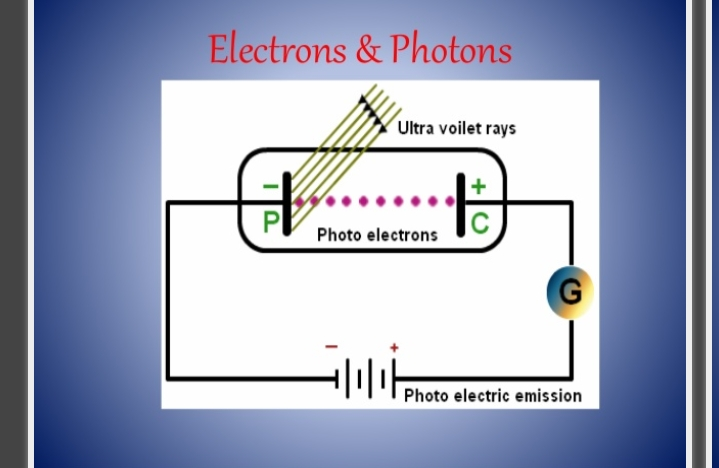 Electrons & Photons
Ultra voilet rays
− +
P C
Photo electrons
G
− +
Photo electric emission